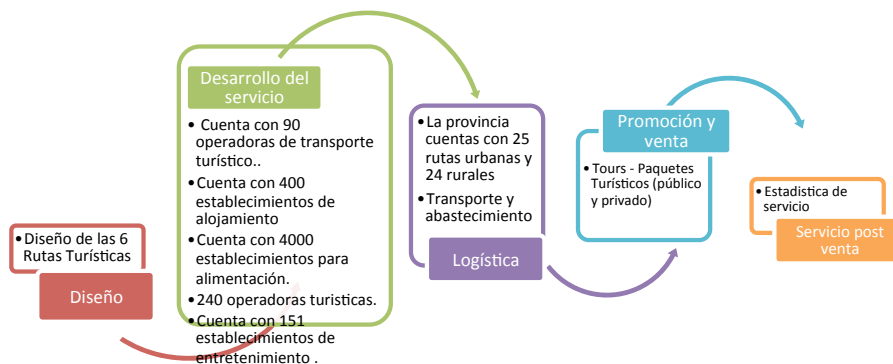 • Diseño de las 6
Rutas Turísticas
Diseño
Desarrollo del
servicio
• Cuenta con 90
operadoras de transporte
turístico..
• Cuenta con 400
establecimientos de
alojamiento
• Cuenta con 4000
establecimientos para
alimentación.
• 240 operadoras turisticas.
• Cuenta con 151
establecimientos de
entretenimiento .
• La provincia
cuentas con 25
rutas urbanas y
24 rurales
• Transporte y
abastecimiento
Logística
Promoción y
venta
• Tours - Paquetes
Turísticos (público
y privado)
• Estadistica de
servicio
Servicio post
venta